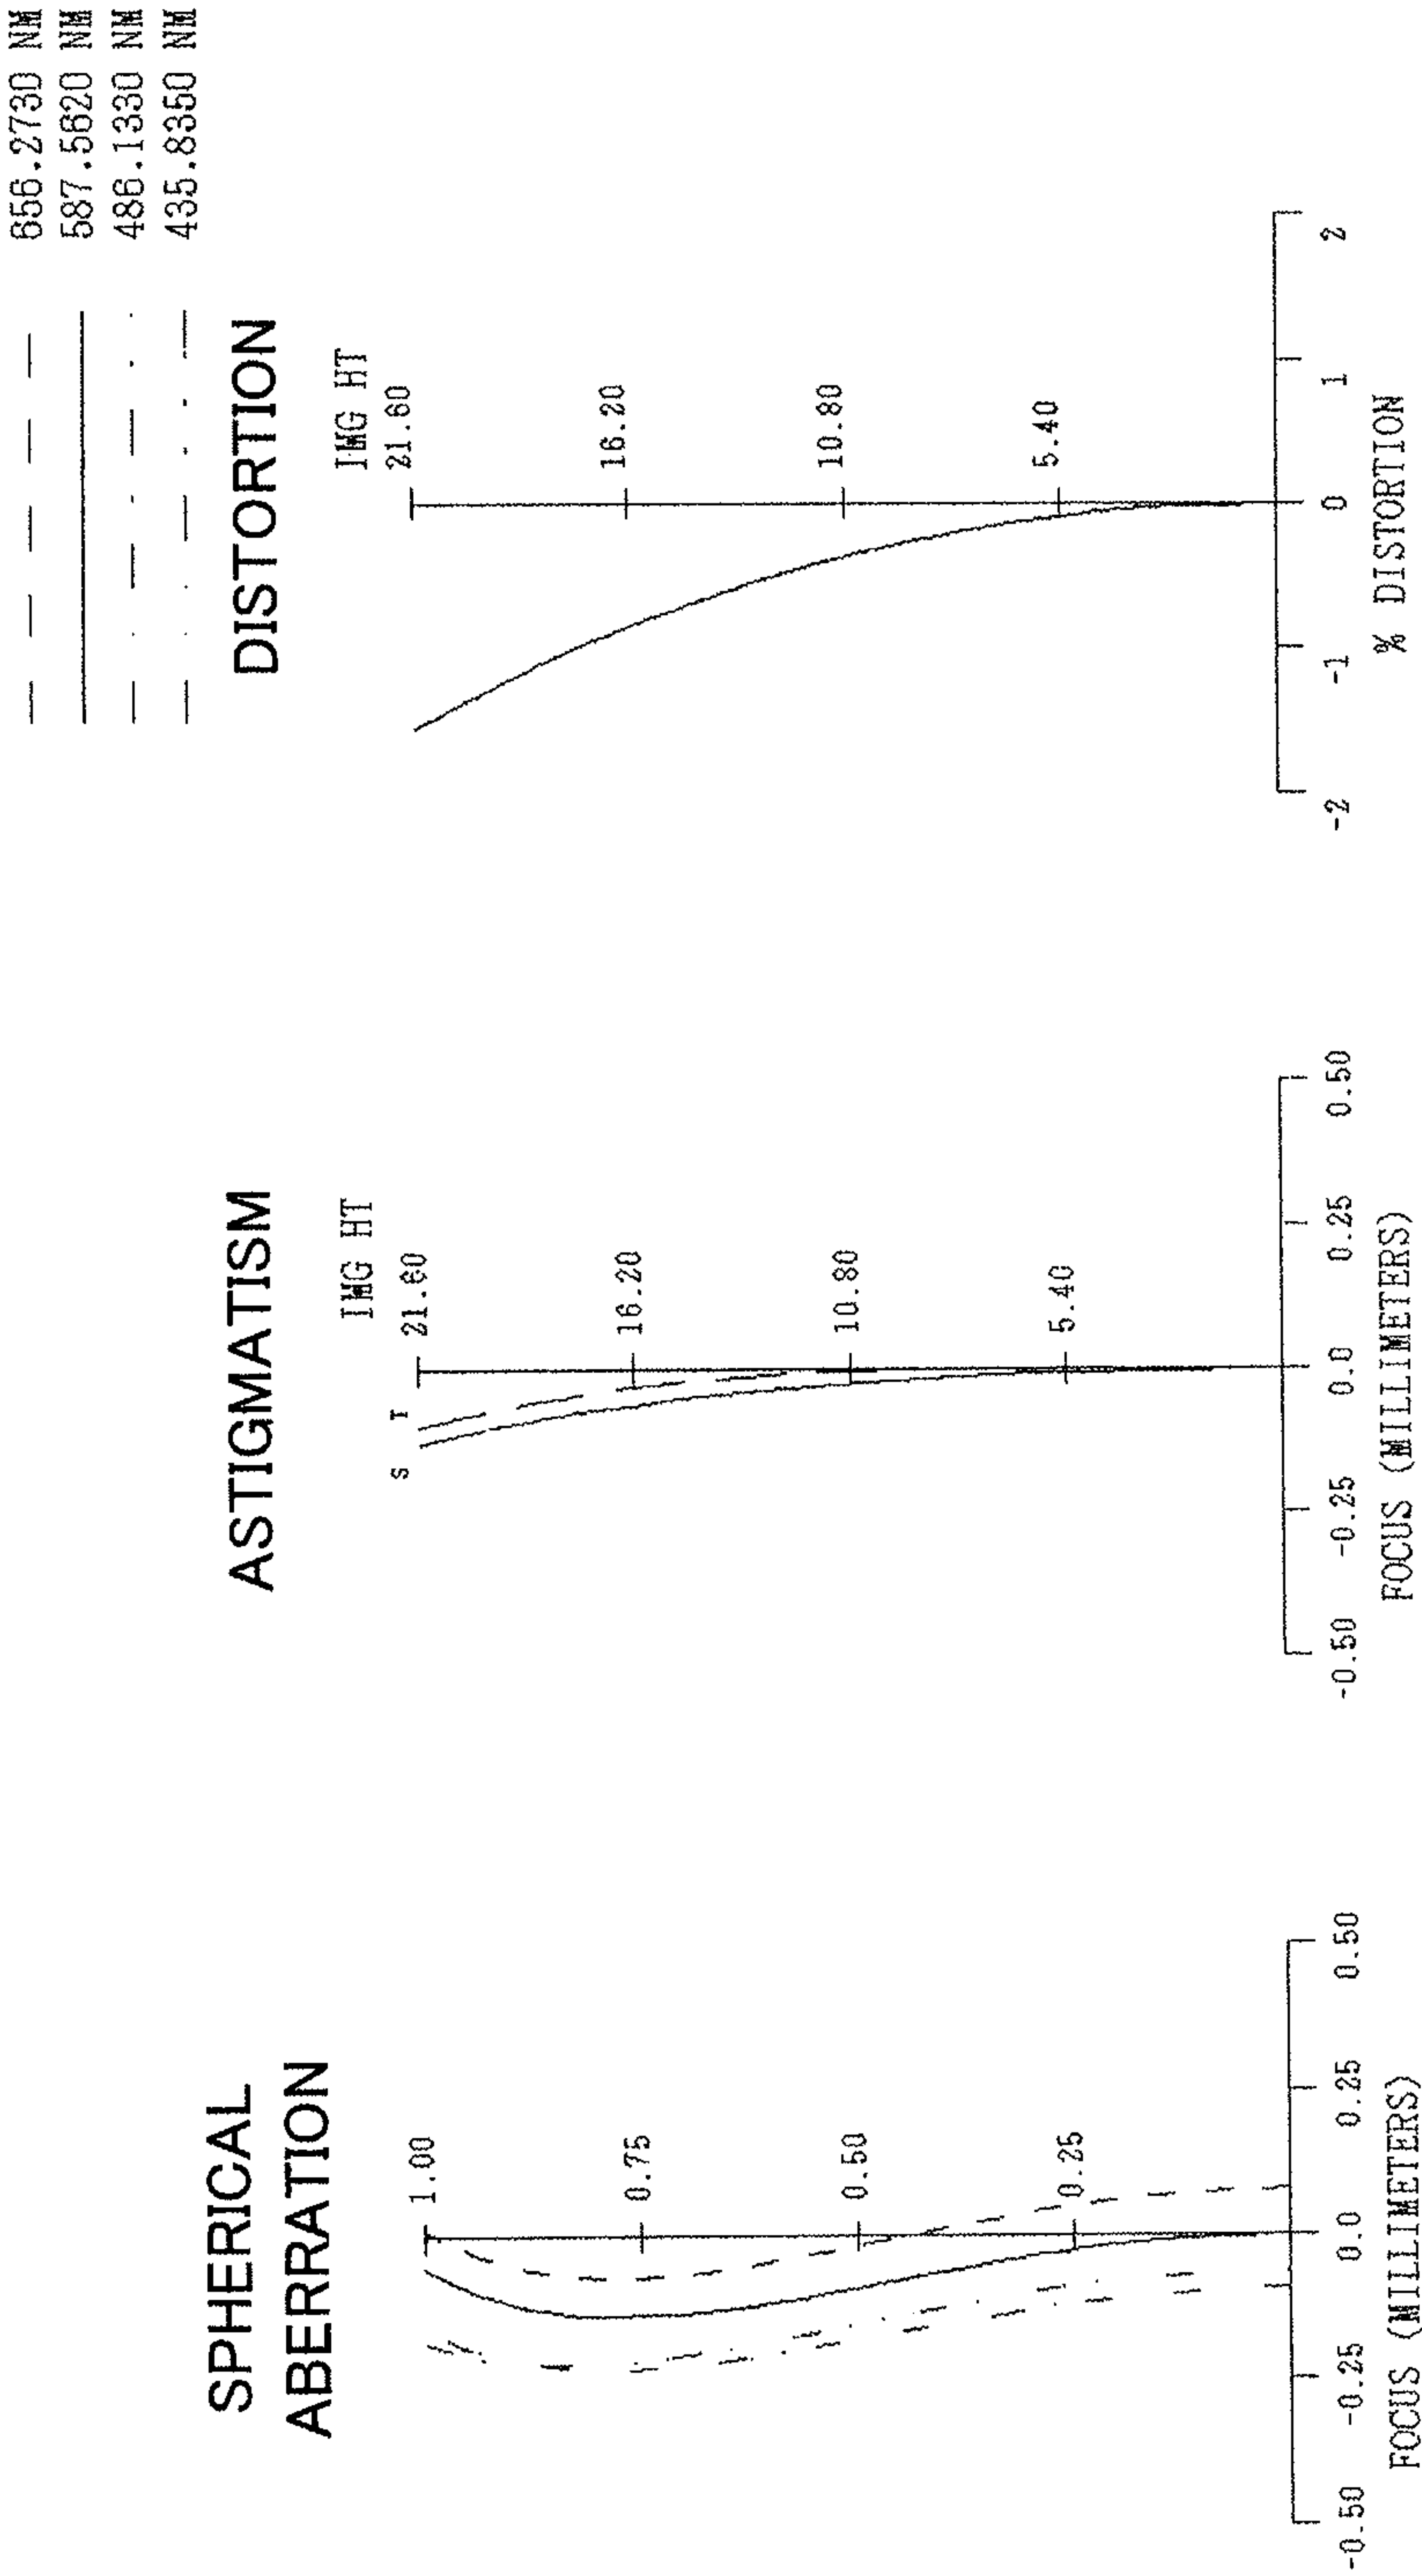 656.2730 NM
587.5620 NM
486.1330 NM
435.8350 NM
SPHERICAL
ABERRATION
1.00
0.75
0.50
0.25
-0.50 -0.25 0.0 0.25 0.50
FOCUS (MILLIMETERS)
ASTIGMATISM
IMG HT
S T 21.60
16.20
10.80
5.40
-0.50 -0.25 0.0 0.25 0.50
FOCUS (MILLIMETERS)
DISTORTION
IMG HT
21.60
16.20
10.80
5.40
-2 -1 0 1 2
% DISTORTION